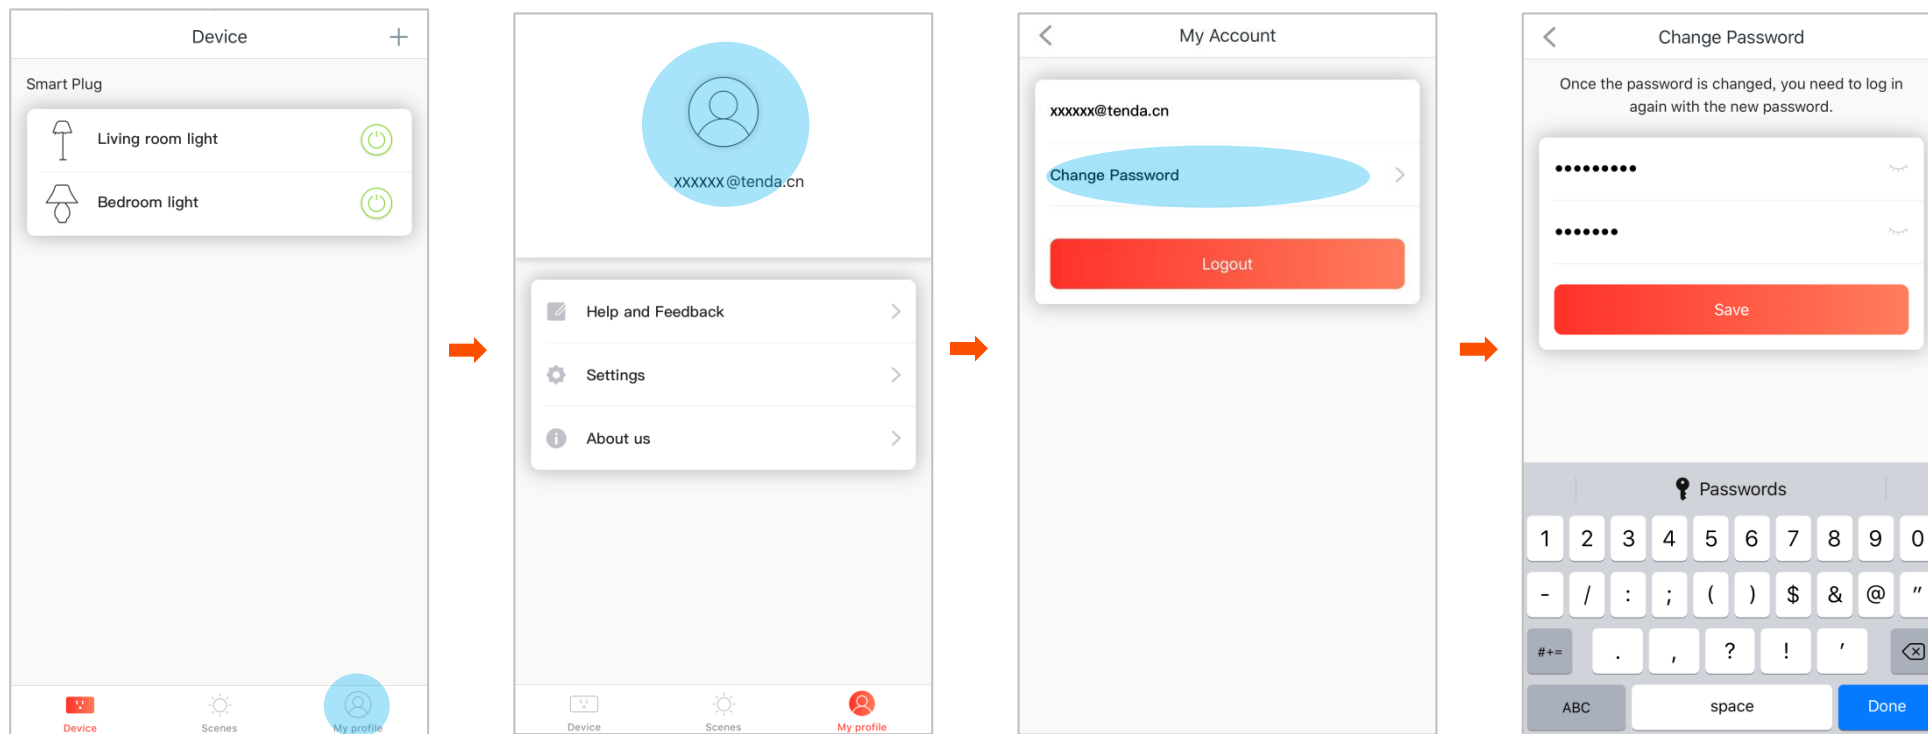 Device
Smart Plug
Living room light
Bedroom light
Device
Scenes
My profile
xxxxxx@tenda.cn
Help and Feedback
Settings
About us
Device
Scenes
My profile
My Account
xxxxxx@tenda.cn
Change Password
Logout
Change Password
Once the password is changed, you need to log in
again with the new password.
•••••••••
•••••••
Save
Passwords
1 2 3 4 5 6 7 8 9 0
- / : ; ( ) $ & @ "
#+= . , ? ! '
ABC space Done